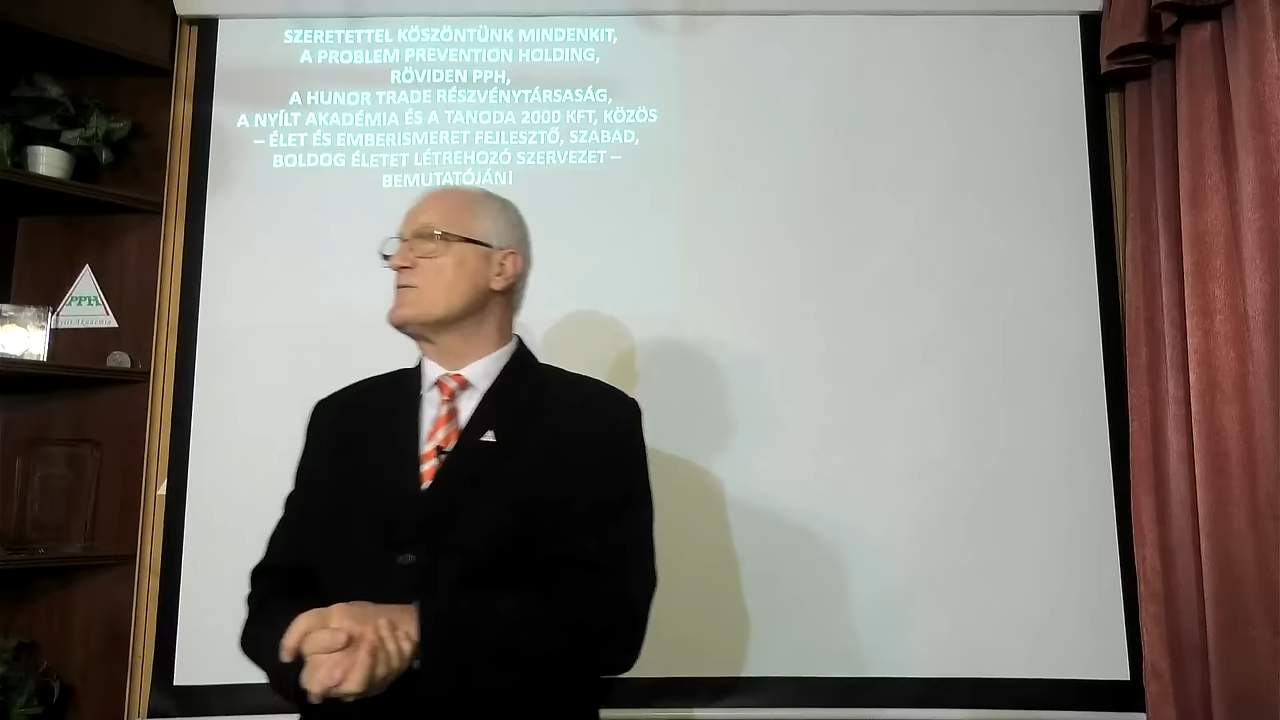 SZERETETTEL KÖSZÖNTÜNK MINDENKIT,
A PROBLEM PREVENTION HOLDING,
RÖVIDEN PPH,
A HUNOR TRADE RÉSZVÉNYTÁRSASÁG,
A NYÍLT AKADÉMIA ÉS A TANODA 2000 KFT, KÖZÖS
– ÉLET ÉS EMBERISMERET FEJLESZTŐ, SZABAD,
BOLDOG ÉLETET LÉTREHOZÓ SZERVEZET –
BEMUTATÓJÁN!
PPH